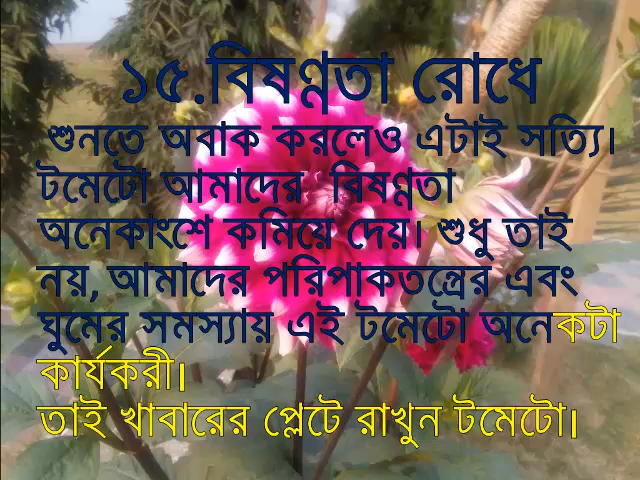 ১৫.বিষণ্ণতা রোধে
শুনতে অবাক করলেও এটাই সত্যি।
টমেটো আমাদের বিষণ্ণতা
অনেকাংশে কমিয়ে দেয়। শুধু তাই
নয়, আমাদের পরিপাকতন্ত্রের এবং
ঘুমের সমস্যায় এই টমেটো অনেকটা
কার্যকরী।
তাই খাবারের প্লেটে রাখুন টমেটো।